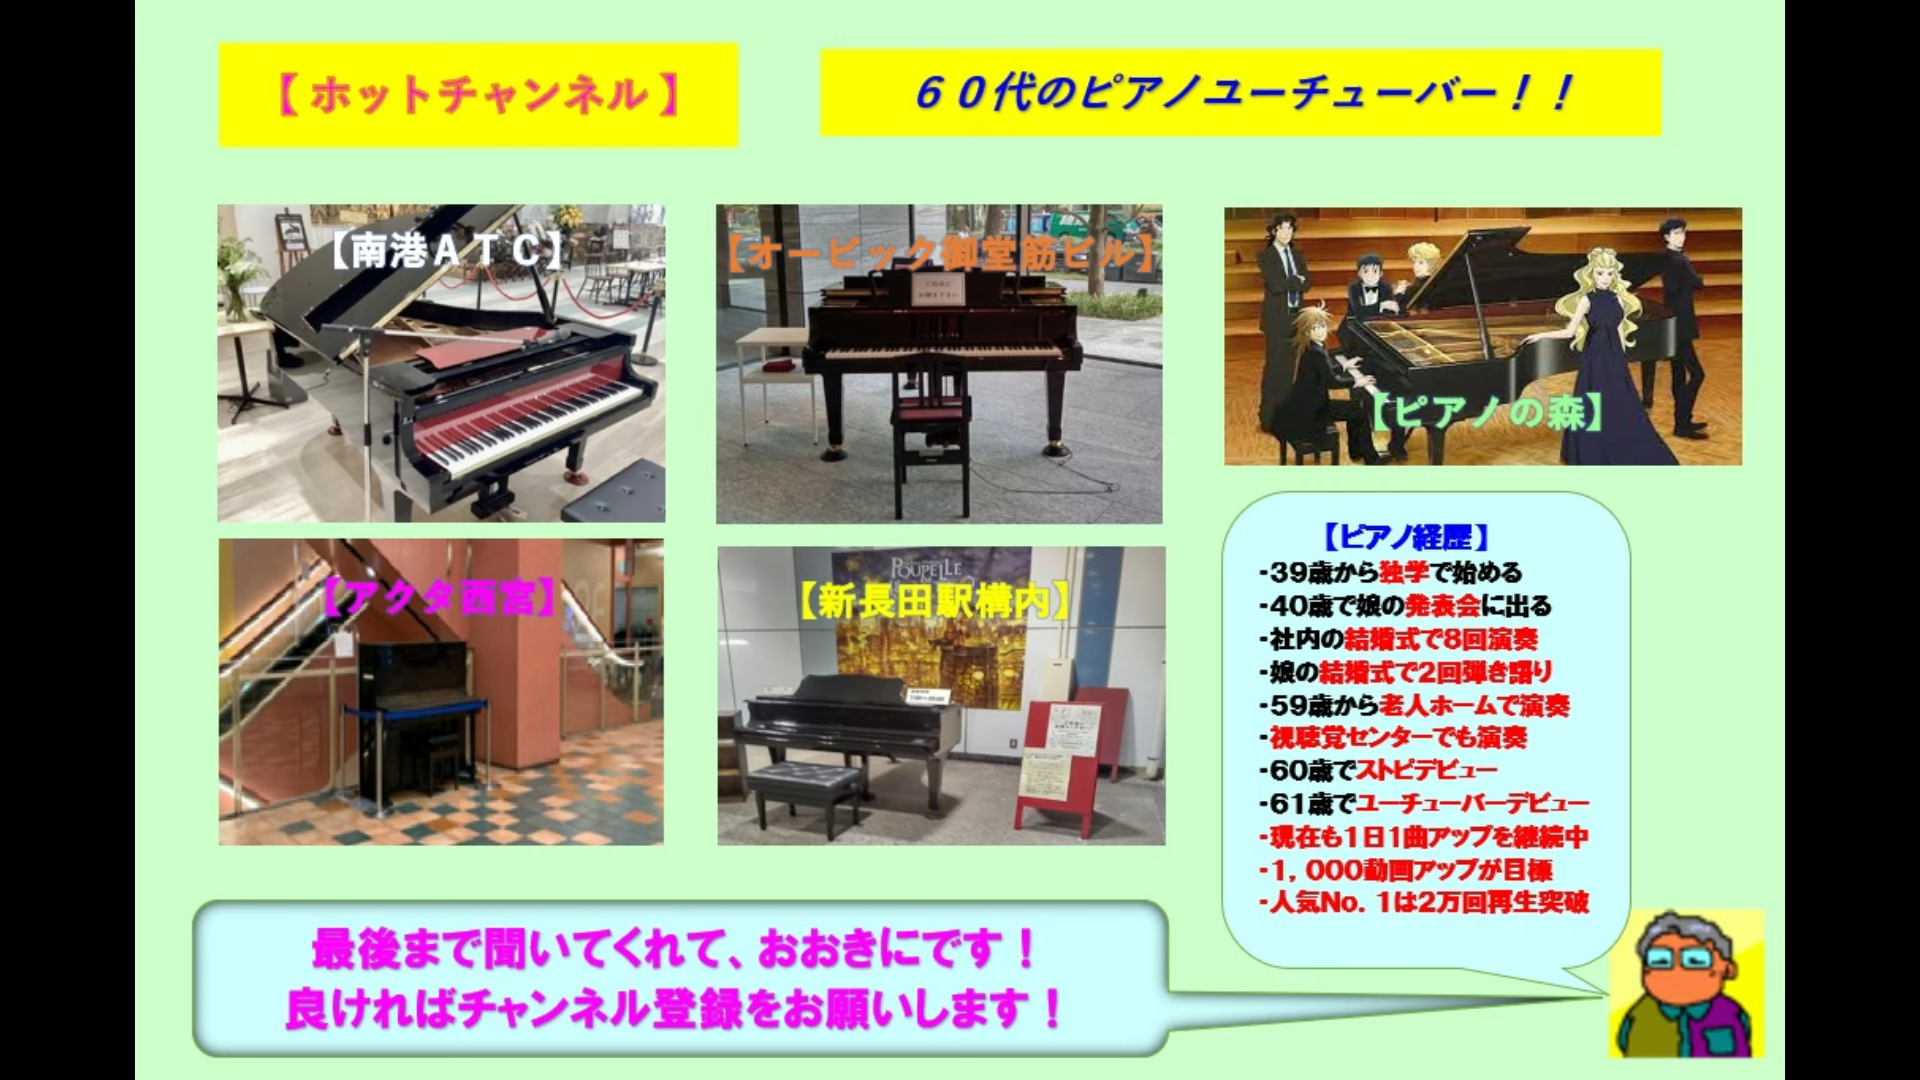 【ホットチャンネル】
６０代のピアノユーチューバー！！
【南港ＡＴＣ】
【オービック御堂筋ビル】
【ピアノの森】
【アクタ西宮】
POUPELLE
【新長田駅構内】
【ピアノ経歴】
・39歳から独学で始める
・40歳で娘の発表会に出る
・社内の結婚式で8回演奏
・娘の結婚式で2回弾き語り
・59歳から老人ホームで演奏
・視聴覚センターでも演奏
・60歳でストピデビュー
・61歳でユーチューバーデビュー
・現在も1日1曲アップを継続中
・1，000動画アップが目標
・人気No．1は2万回再生突破
最後まで聞いてくれて、おおきにです！
良ければチャンネル登録をお願いします！